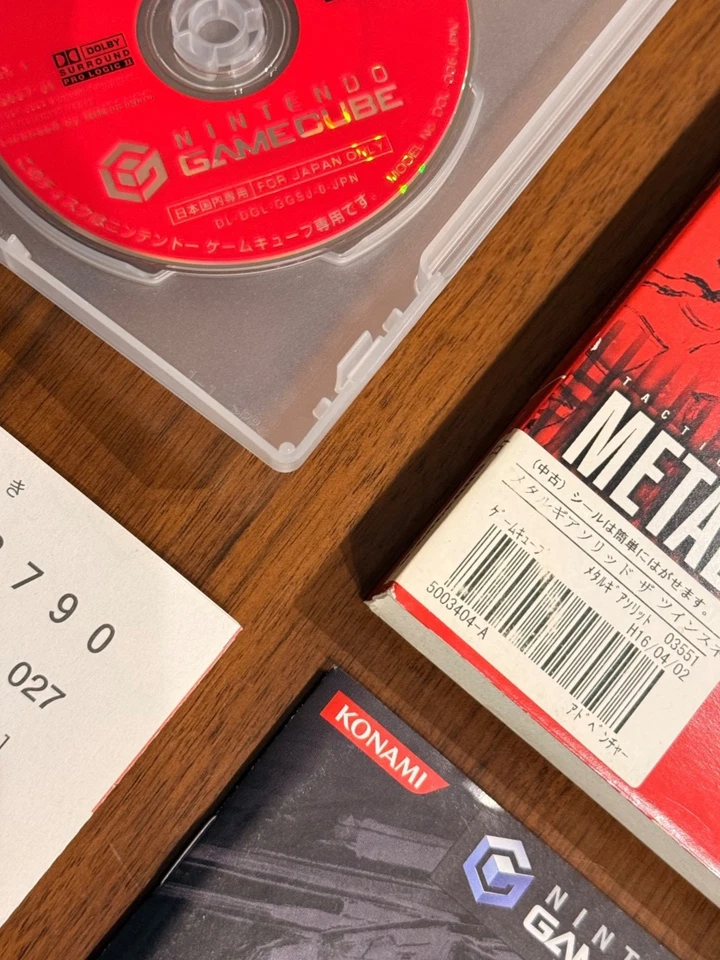 DOLBY
SURROUND
PRO LOGIC II
NINTENDO
GAMECUBE
MODEL No. DOL-006(JPN)
日本国内専用 FOR JAPAN ONLY
DL-DOL-GGSJ-0-JPN
このディスクはニンテンドーゲームキューブ専用です。
き
790
027
TACTI
META
(中古) シールは簡単にはがせます。
メタルギアソリッド ザ ツインスネ
ゲームキューブ
メタルギアソリット 03551
5003404-A
H16/04/02
アドベンチャー
KONAMI
NINT
GAM